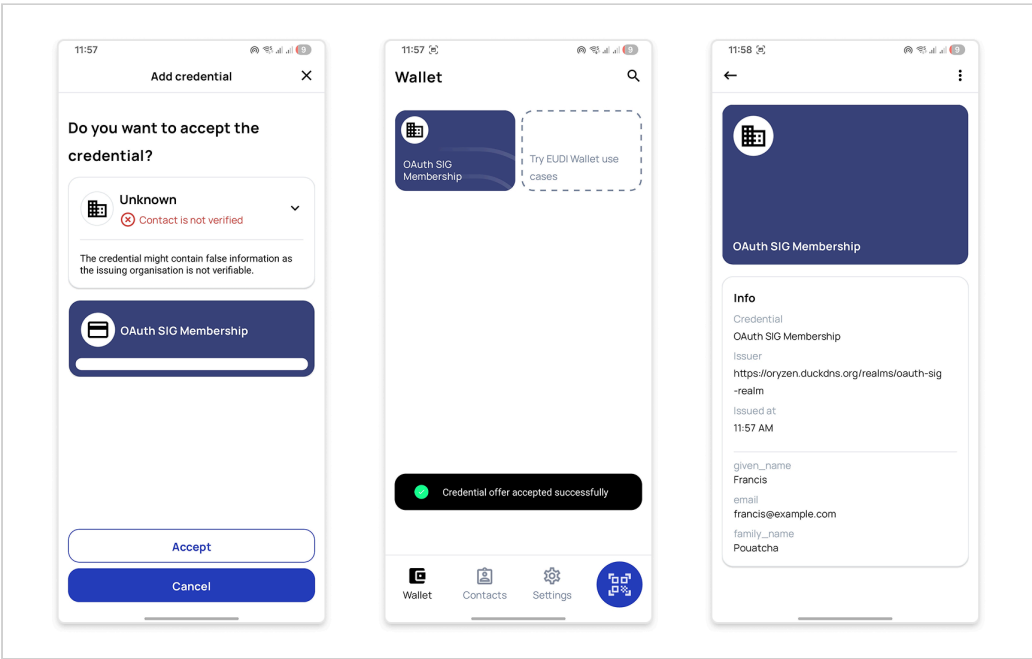 11:57
9
Add credential
Do you want to accept the
credential?
Unknown
Contact is not verified
The credential might contain false information as
the issuing organisation is not verifiable.
OAuth SIG Membership
Accept
Cancel
11:57
9
Wallet
OAuth SIG
Membership
Try EUDI Wallet use
cases
Credential offer accepted successfully
Wallet
Contacts
Settings
11:58
9
OAuth SIG Membership
Info
Credential
OAuth SIG Membership
Issuer
https://oryzen.duckdns.org/realms/oauth-sig
-realm
Issued at
11:57 AM
given_name
Francis
email
francis@example.com
family_name
Pouatcha